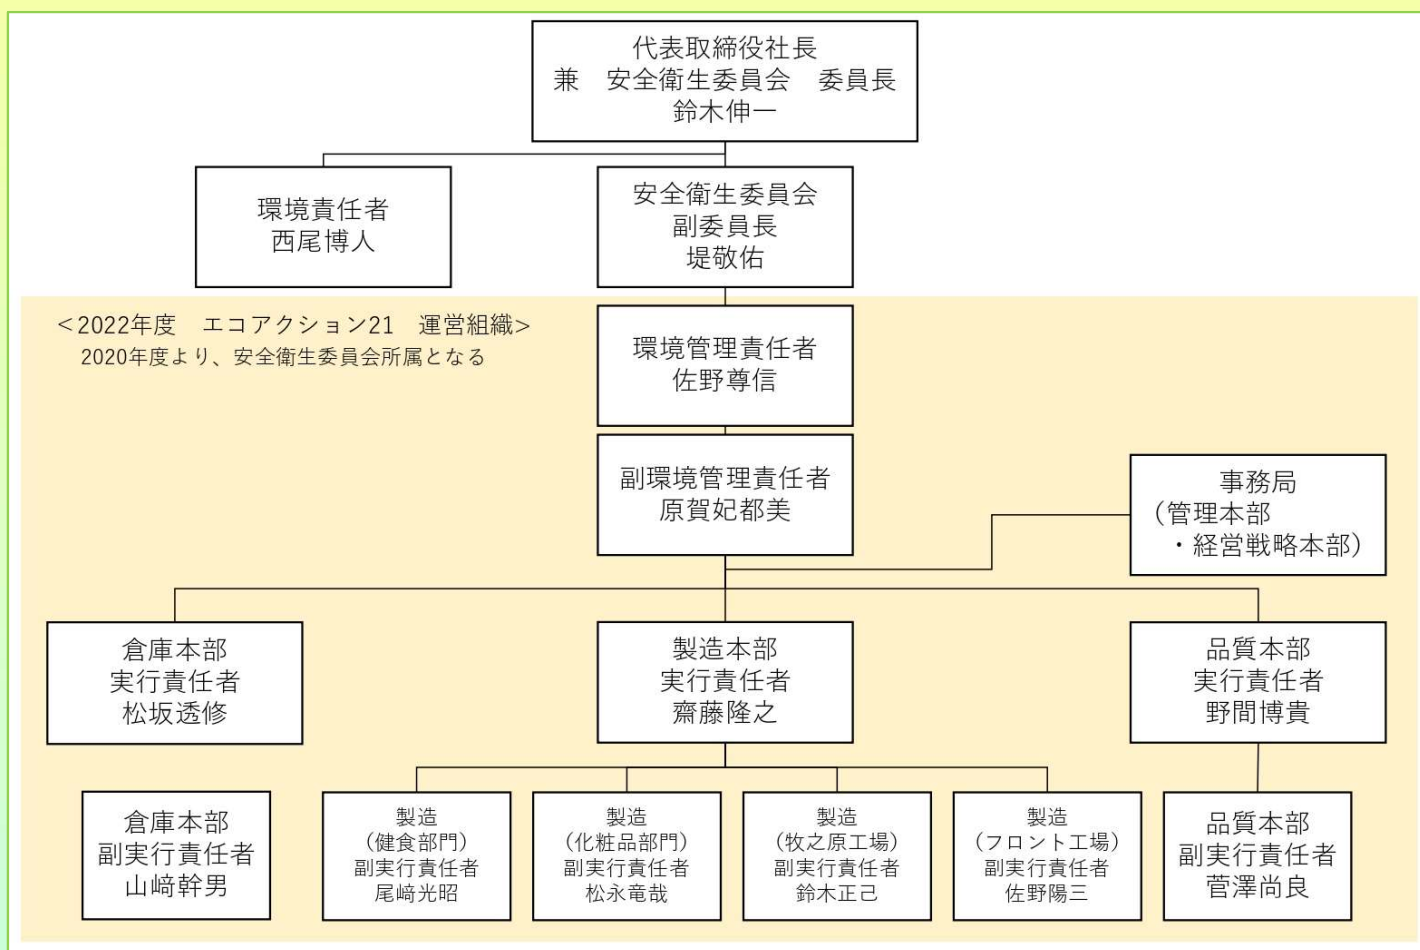 代表取締役社長
兼　安全衛生委員会　委員長
鈴木伸一
環境責任者
西尾博人
安全衛生委員会
副委員長
堤敬佑
＜2022年度　エコアクション21　運営組織>
2020年度より、安全衛生委員会所属となる
環境管理責任者
佐野尊信
副環境管理責任者
原賀妃都美
事務局
（管理本部
・経営戦略本部）
倉庫本部
実行責任者
松坂透修
製造本部
実行責任者
齋藤隆之
品質本部
実行責任者
野間博貴
倉庫本部
副実行責任者
山﨑幹男
製造
（健食部門）
副実行責任者
尾﨑光昭
製造
（化粧品部門）
副実行責任者
松永竜哉
製造
（牧之原工場）
副実行責任者
鈴木正己
製造
（フロント工場）
副実行責任者
佐野陽三
品質本部
副実行責任者
菅澤尚良